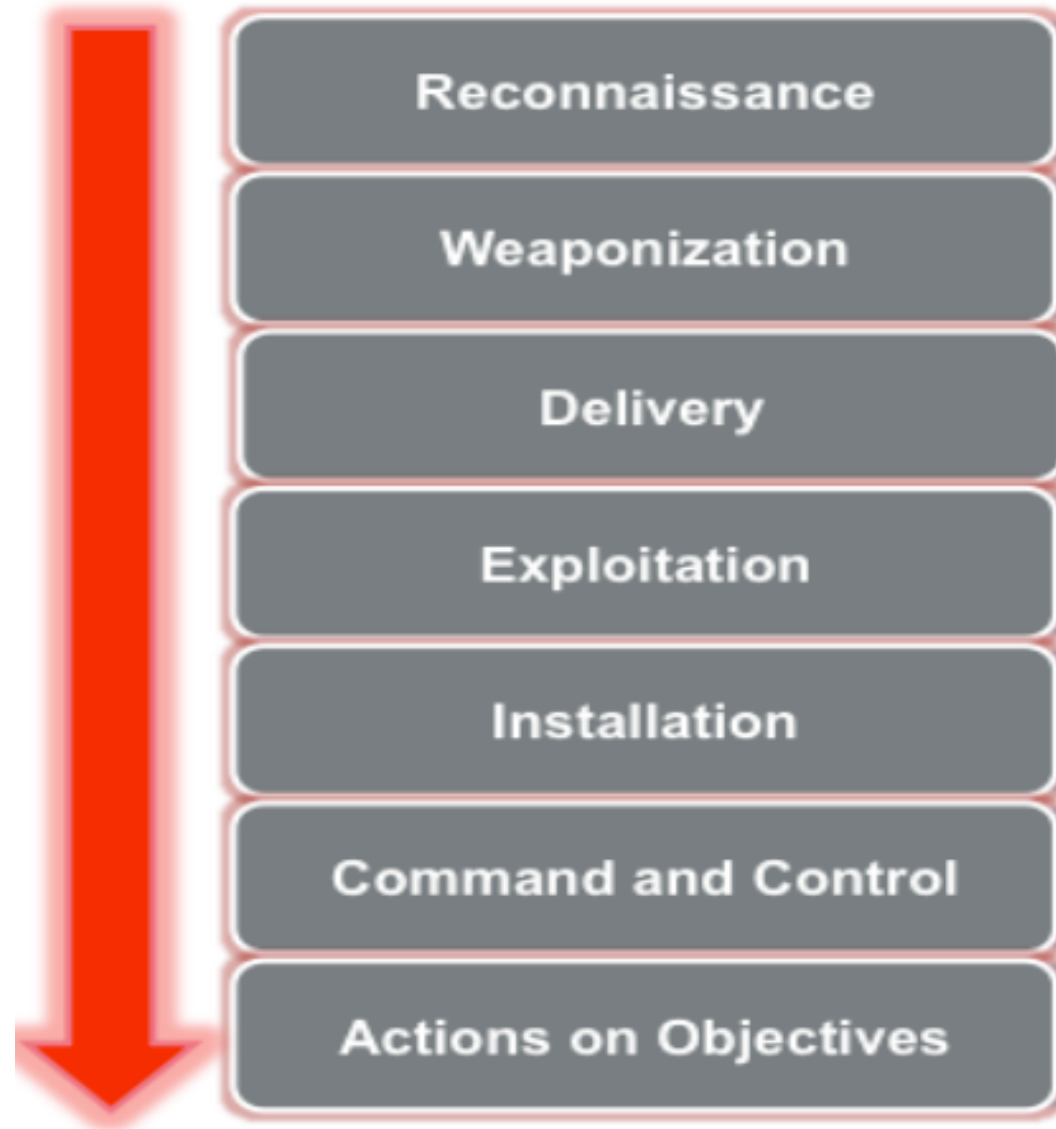 Reconnaissance
Weaponization
Delivery
Exploitation
Installation
Command and Control
Actions on Objectives